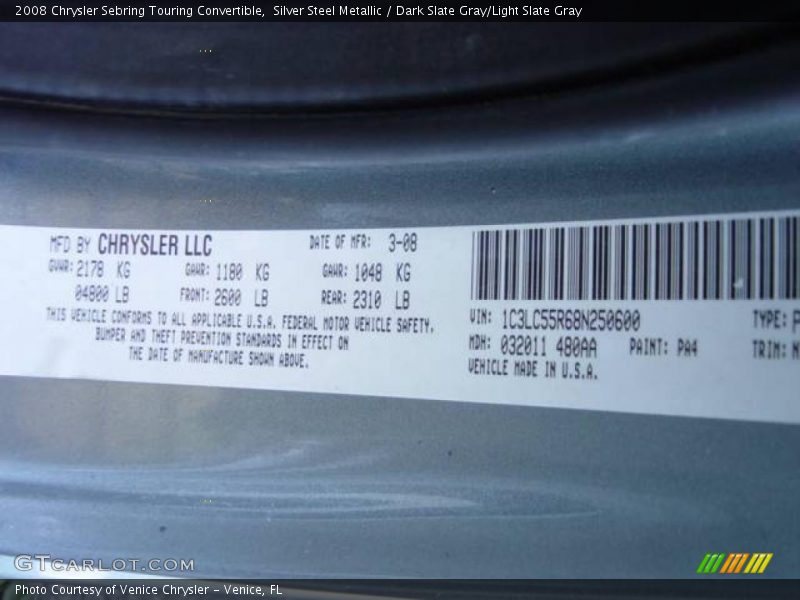 2008 Chrysler Sebring Touring Convertible,  Silver Steel Metallic / Dark Slate Gray/Light Slate Gray
MFD BY CHRYSLER LLC
DATE OF MFR: 3-08
GVWR: 2178 KG
GAWR: 1180 KG
GAWR: 1048 KG
04800 LB
FRONT: 2600 LB
REAR: 2310 LB
THIS VEHICLE CONFORMS TO ALL APPLICABLE U.S.A. FEDERAL MOTOR VEHICLE SAFETY,
BUMPER AND THEFT PREVENTION STANDARDS IN EFFECT ON
THE DATE OF MANUFACTURE SHOWN ABOVE.
VIN: 1C3LC55R68N250600
TYPE:
MDH: 032011 480AA
PAINT: PA4
TRIM:
VEHICLE MADE IN U.S.A.
GTCARLOT.COM
Photo Courtesy of Venice Chrysler - Venice, FL